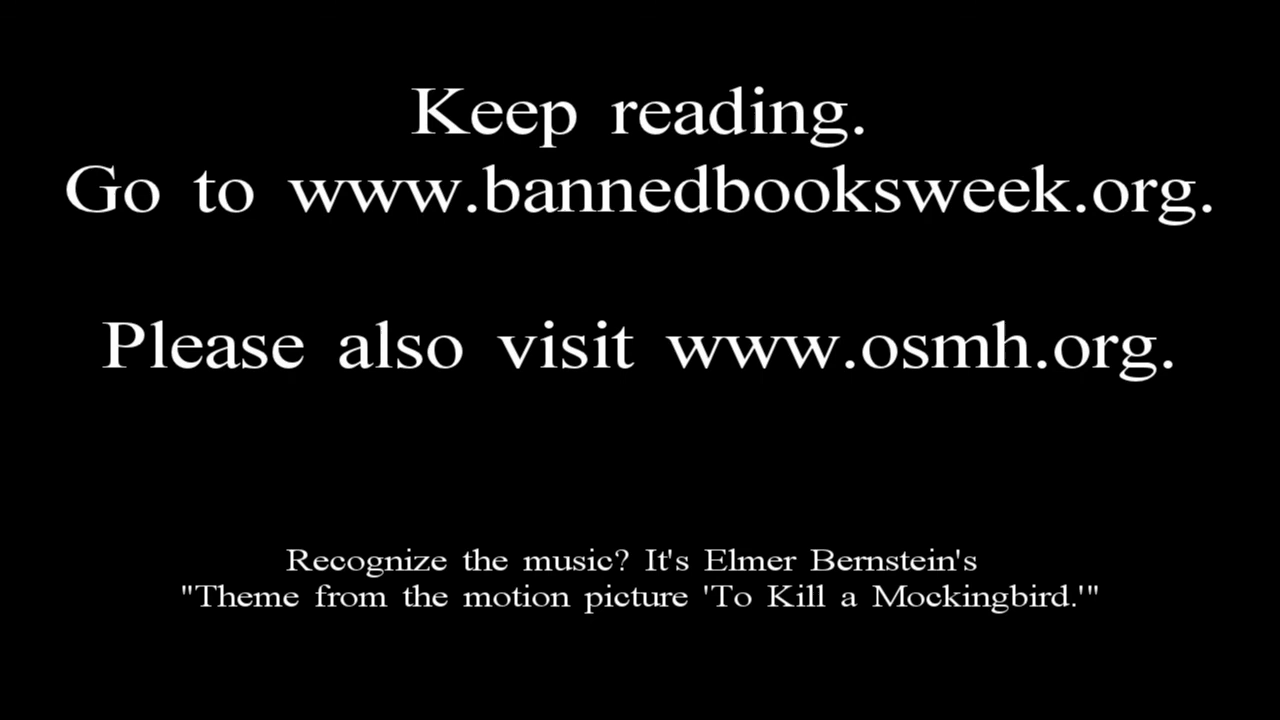 Keep reading.
Go to www.bannedbooksweek.org.
Please also visit www.osmh.org.
Recognize the music? It's Elmer Bernstein's
"Theme from the motion picture 'To Kill a Mockingbird.'"